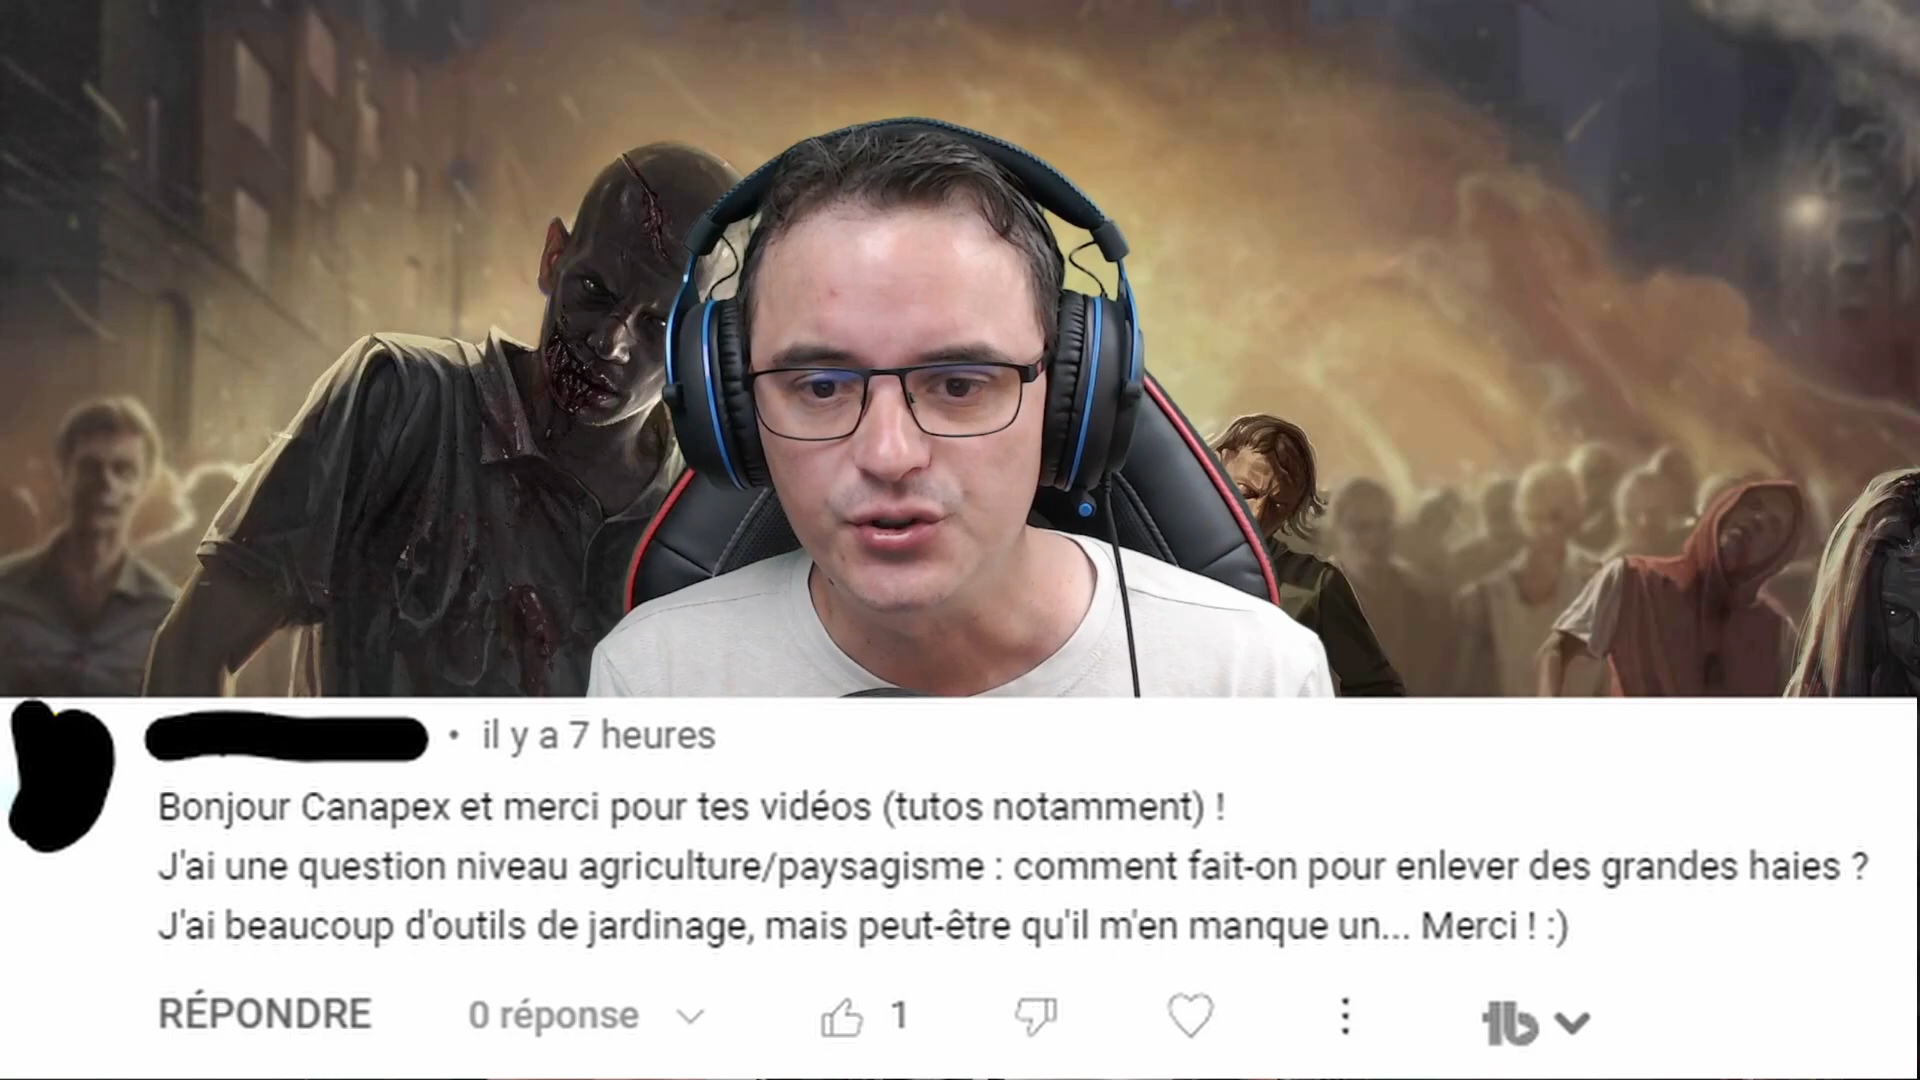 • il y a 7 heures
Bonjour Canapex et merci pour tes vidéos (tutos notamment) !
J'ai une question niveau agriculture/paysagisme : comment fait-on pour enlever des grandes haies ?
J'ai beaucoup d'outils de jardinage, mais peut-être qu'il m'en manque un... Merci ! :)
RÉPONDRE 0 réponse 1 tb